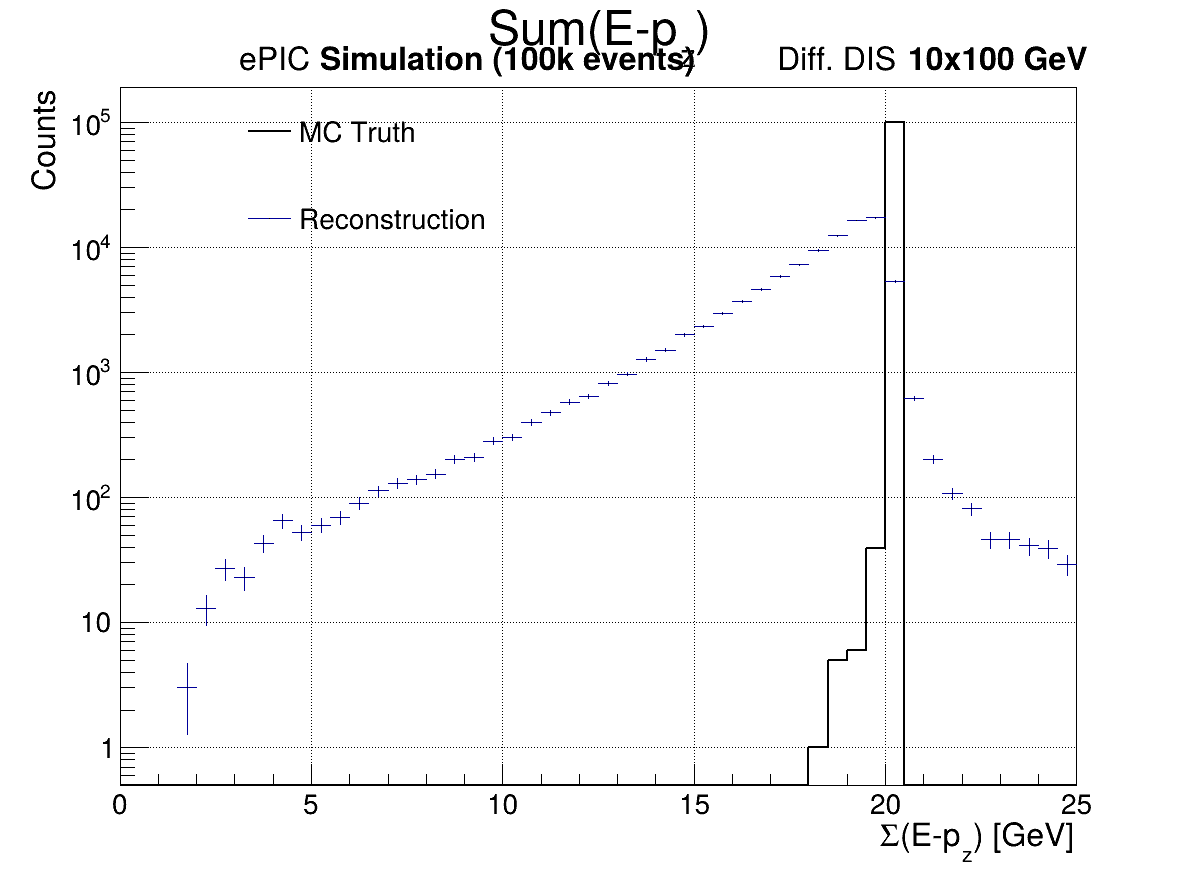 Sum(E-p_z)
ePIC Simulation (100k events) Diff. DIS 10x100 GeV
Counts
MC Truth
Reconstruction
10^5
10^4
10^3
10^2
10
1
0 5 10 15 20 25
Σ(E-p_z) [GeV]